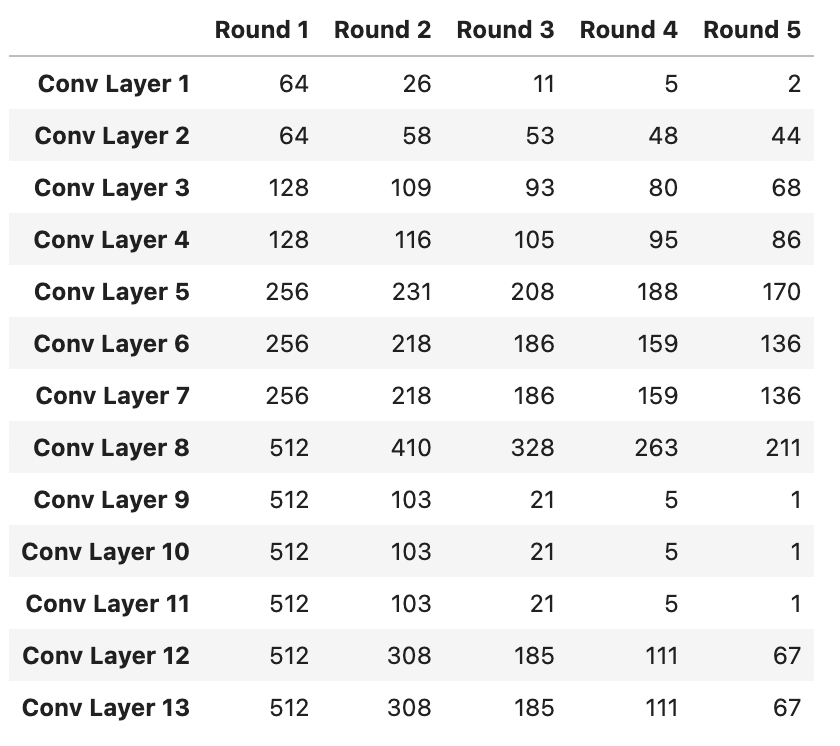 Round 1 Round 2 Round 3 Round 4 Round 5
Conv Layer 1 64 26 11 5 2
Conv Layer 2 64 58 53 48 44
Conv Layer 3 128 109 93 80 68
Conv Layer 4 128 116 105 95 86
Conv Layer 5 256 231 208 188 170
Conv Layer 6 256 218 186 159 136
Conv Layer 7 256 218 186 159 136
Conv Layer 8 512 410 328 263 211
Conv Layer 9 512 103 21 5 1
Conv Layer 10 512 103 21 5 1
Conv Layer 11 512 103 21 5 1
Conv Layer 12 512 308 185 111 67
Conv Layer 13 512 308 185 111 67